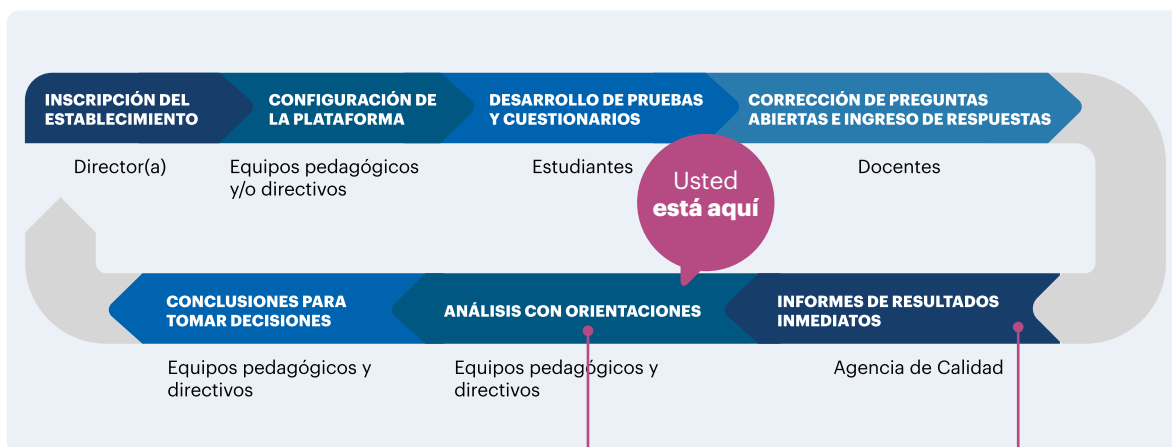 INSCRIPCIÓN DEL
ESTABLECIMIENTO
Director(a)
CONFIGURACIÓN DE
LA PLATAFORMA
Equipos pedagógicos
y/o directivos
DESARROLLO DE PRUEBAS
Y CUESTIONARIOS
Estudiantes
CORRECCIÓN DE PREGUNTAS
ABIERTAS E INGRESO DE RESPUESTAS
Docentes
Usted
está aquí
INFORMES DE RESULTADOS
INMEDIATOS
Agencia de Calidad
ANÁLISIS CON ORIENTACIONES
Equipos pedagógicos y
directivos
CONCLUSIONES PARA
TOMAR DECISIONES
Equipos pedagógicos y
directivos